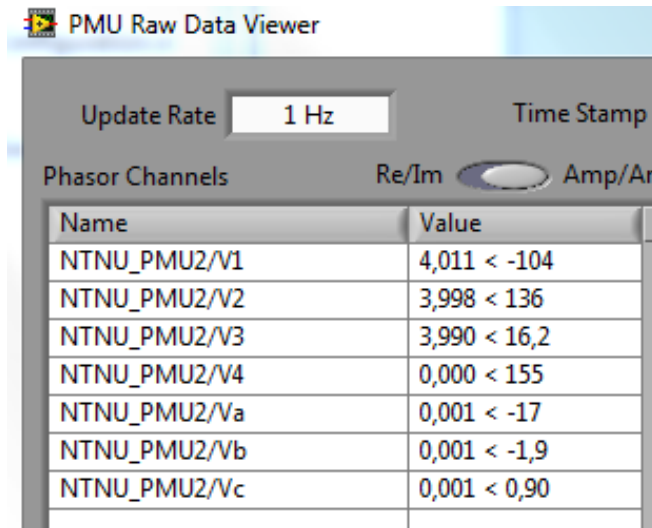 PMU Raw Data Viewer
Update Rate 1 Hz Time Stamp
Phasor Channels Re/Im Amp/An
Name Value
NTNU_PMU2/V1 4,011 < -104
NTNU_PMU2/V2 3,998 < 136
NTNU_PMU2/V3 3,990 < 16,2
NTNU_PMU2/V4 0,000 < 155
NTNU_PMU2/Va 0,001 < -17
NTNU_PMU2/Vb 0,001 < -1,9
NTNU_PMU2/Vc 0,001 < 0,90